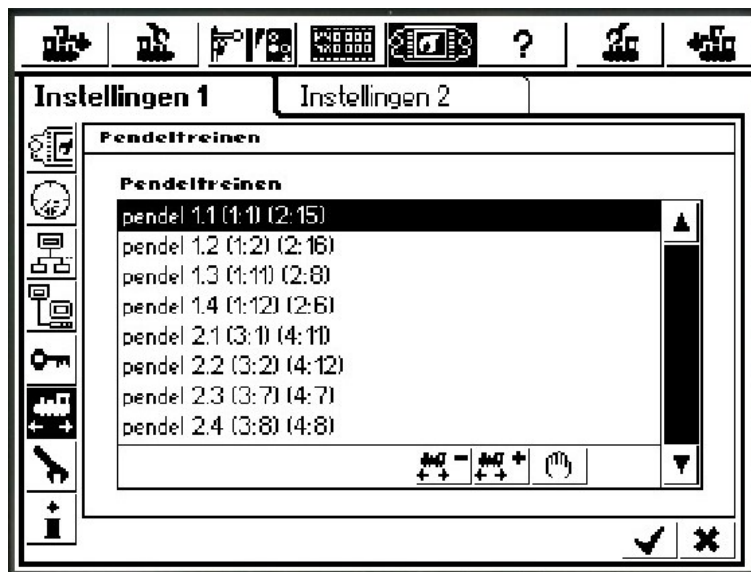 ?
Instellingen 1 Instellingen 2
Pendeltreinen
Pendeltreinen
pendel 1.1 (1:1) (2:15)
pendel 1.2 (1:2) (2:16)
pendel 1.3 (1:11) (2:8)
pendel 1.4 (1:12) (2:6)
pendel 2.1 (3:1) (4:11)
pendel 2.2 (3:2) (4:12)
pendel 2.3 (3:7) (4:7)
pendel 2.4 (3:8) (4:8)